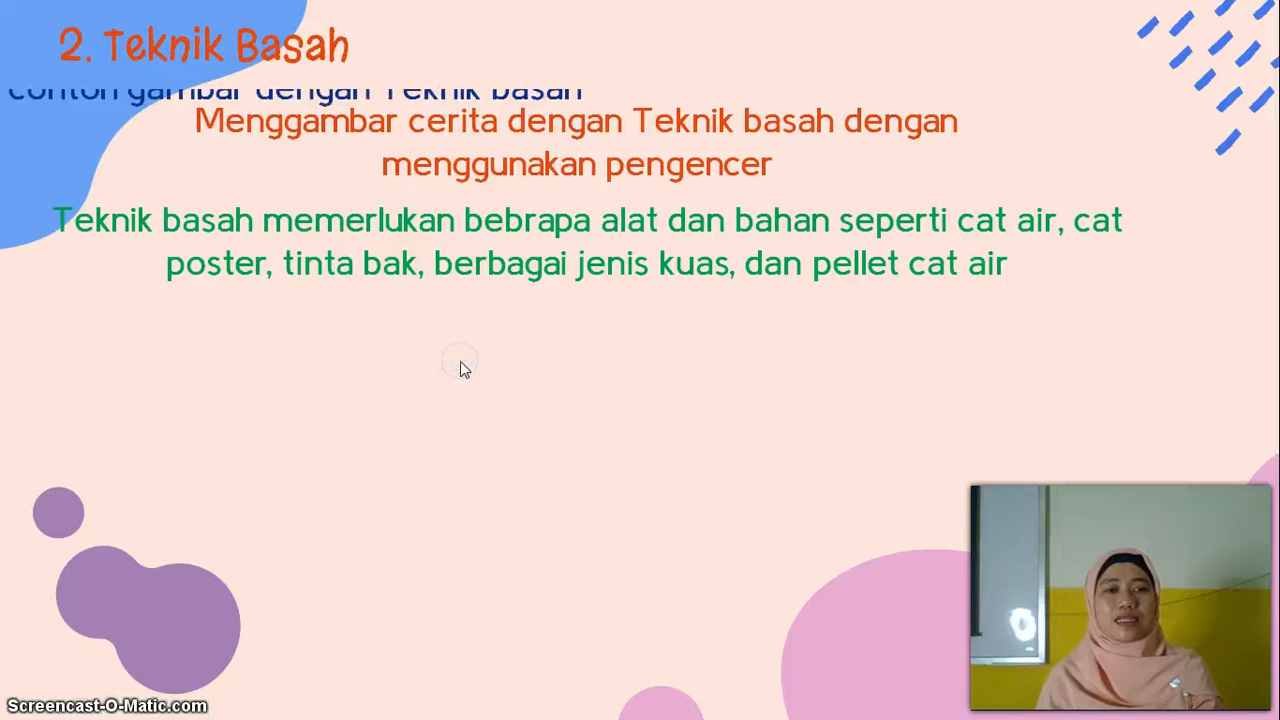 2. Teknik Basah
contoh gambar dengan Teknik basah
Menggambar cerita dengan Teknik basah dengan
menggunakan pengencer
Teknik basah memerlukan bebrapa alat dan bahan seperti cat air, cat
poster, tinta bak, berbagai jenis kuas, dan pellet cat air
Screencast-O-Matic.com